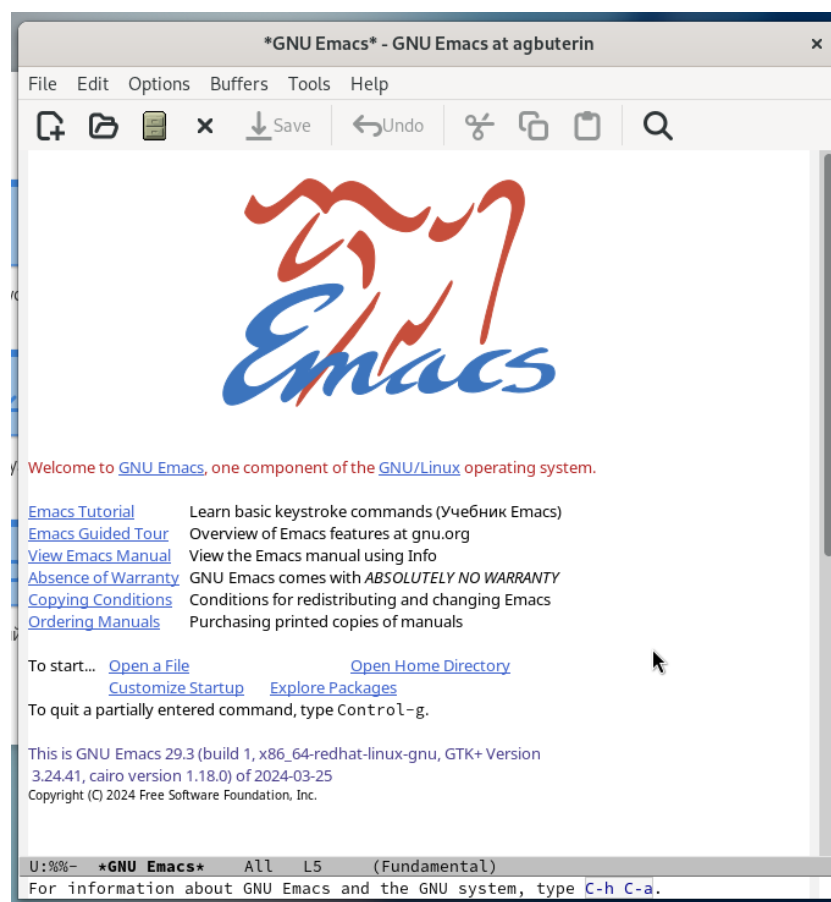 *GNU Emacs* - GNU Emacs at agbuterin ×
File Edit Options Buffers Tools Help
Save Undo
Emacs
Welcome to GNU Emacs, one component of the GNU/Linux operating system.
Emacs Tutorial Learn basic keystroke commands (Учебник Emacs)
Emacs Guided Tour Overview of Emacs features at gnu.org
View Emacs Manual View the Emacs manual using Info
Absence of Warranty GNU Emacs comes with ABSOLUTELY NO WARRANTY
Copying Conditions Conditions for redistributing and changing Emacs
Ordering Manuals Purchasing printed copies of manuals
To start... Open a File Open Home Directory
Customize Startup Explore Packages
To quit a partially entered command, type Control-g.
This is GNU Emacs 29.3 (build 1, x86_64-redhat-linux-gnu, GTK+ Version
3.24.41, cairo version 1.18.0) of 2024-03-25
Copyright (C) 2024 Free Software Foundation, Inc.
U:%%- *GNU Emacs* All L5 (Fundamental)
For information about GNU Emacs and the GNU system, type C-h C-a.